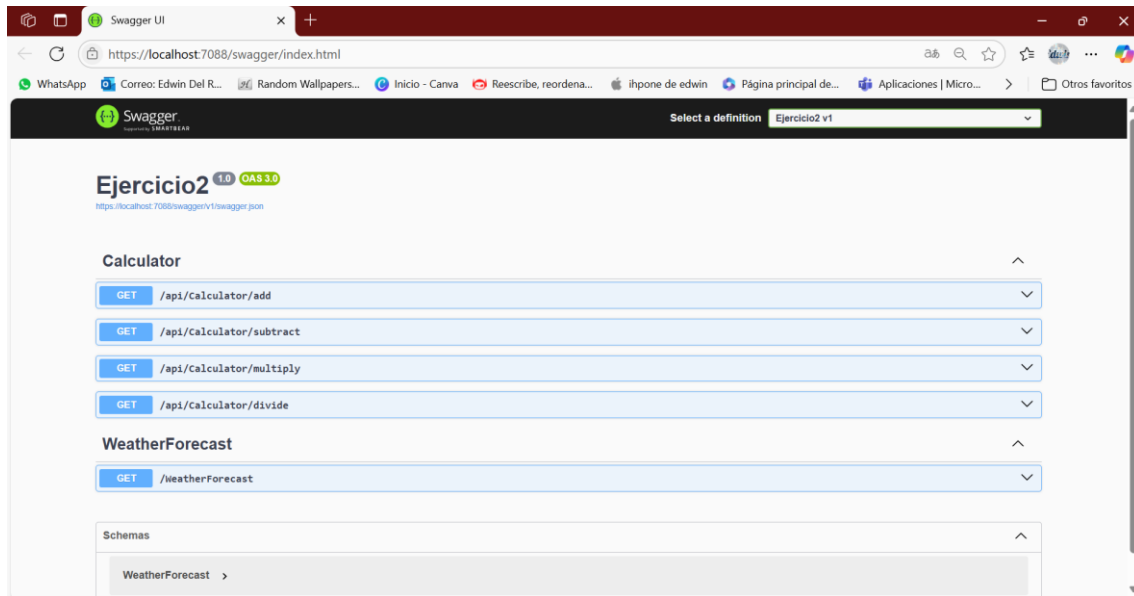 Swagger UI
https://localhost:7088/swagger/index.html
WhatsApp Correo: Edwin Del R... Random Wallpapers... Inicio - Canva Reescribe, reordena... ihpone de edwin Página principal de... Aplicaciones | Micro... Otros favoritos
Swagger.
Supported by SMARTBEAR
Select a definition Ejercicio2 v1
Ejercicio2 1.0 OAS 3.0
https://localhost:7088/swagger/v1/swagger.json
Calculator
GET /api/Calculator/add
GET /api/Calculator/subtract
GET /api/Calculator/multiply
GET /api/Calculator/divide
WeatherForecast
GET /WeatherForecast
Schemas
WeatherForecast